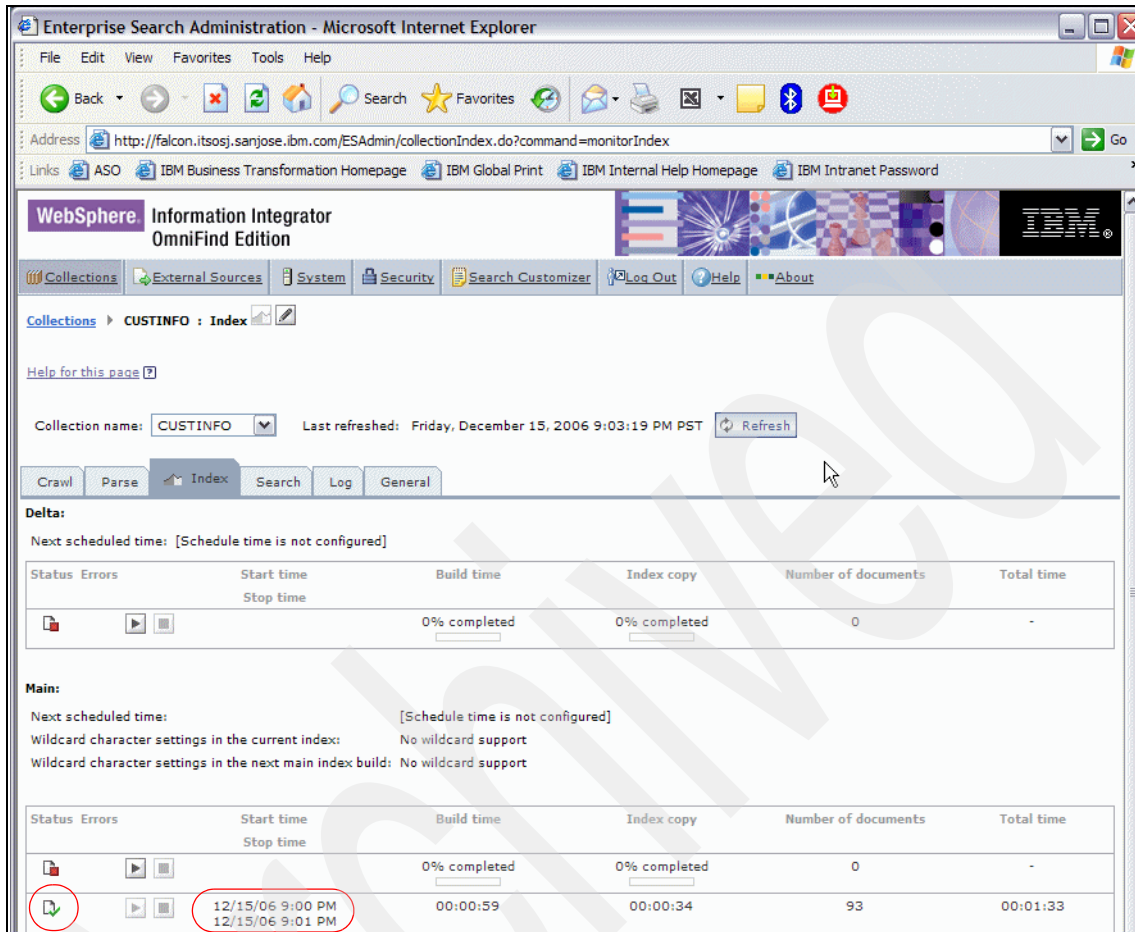 Enterprise Search Administration - Microsoft Internet Explorer
File Edit View Favorites Tools Help
Back Search Favorites
Address http://falcon.itsosj.sanjose.ibm.com/ESAdmin/collectionIndex.do?command=monitorIndex Go
Links ASO IBM Business Transformation Homepage IBM Global Print IBM Internal Help Homepage IBM Intranet Password
WebSphere. Information Integrator
OmniFind Edition
IBM®
Collections External Sources System Security Search Customizer Log Out Help About
Collections CUSTINFO : Index
Help for this page ?
Collection name: CUSTINFO Last refreshed: Friday, December 15, 2006 9:03:19 PM PST Refresh
Crawl Parse Index Search Log General
Delta:
Next scheduled time: [Schedule time is not configured]
Status Errors Start time Build time Index copy Number of documents Total time
Stop time
0% completed 0% completed 0 -
Main:
Next scheduled time: [Schedule time is not configured]
Wildcard character settings in the current index: No wildcard support
Wildcard character settings in the next main index build: No wildcard support
Status Errors Start time Build time Index copy Number of documents Total time
Stop time
0% completed 0% completed 0 -
12/15/06 9:00 PM 00:00:59 00:00:34 93 00:01:33
12/15/06 9:01 PM